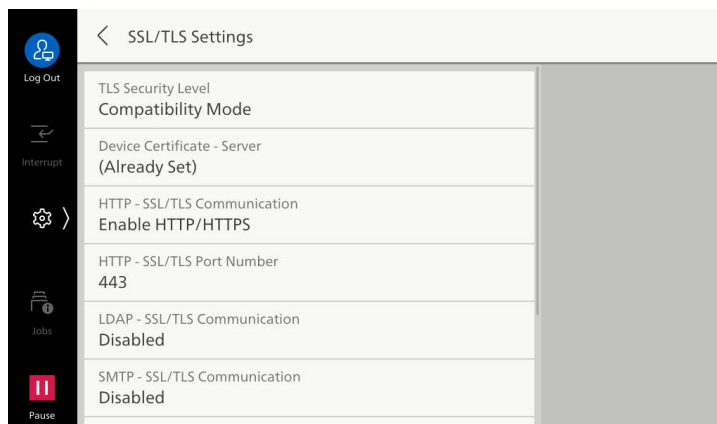 SSL/TLS Settings
Log Out
Interrupt
Jobs
Pause
TLS Security Level
Compatibility Mode
Device Certificate - Server
(Already Set)
HTTP - SSL/TLS Communication
Enable HTTP/HTTPS
HTTP - SSL/TLS Port Number
443
LDAP - SSL/TLS Communication
Disabled
SMTP - SSL/TLS Communication
Disabled